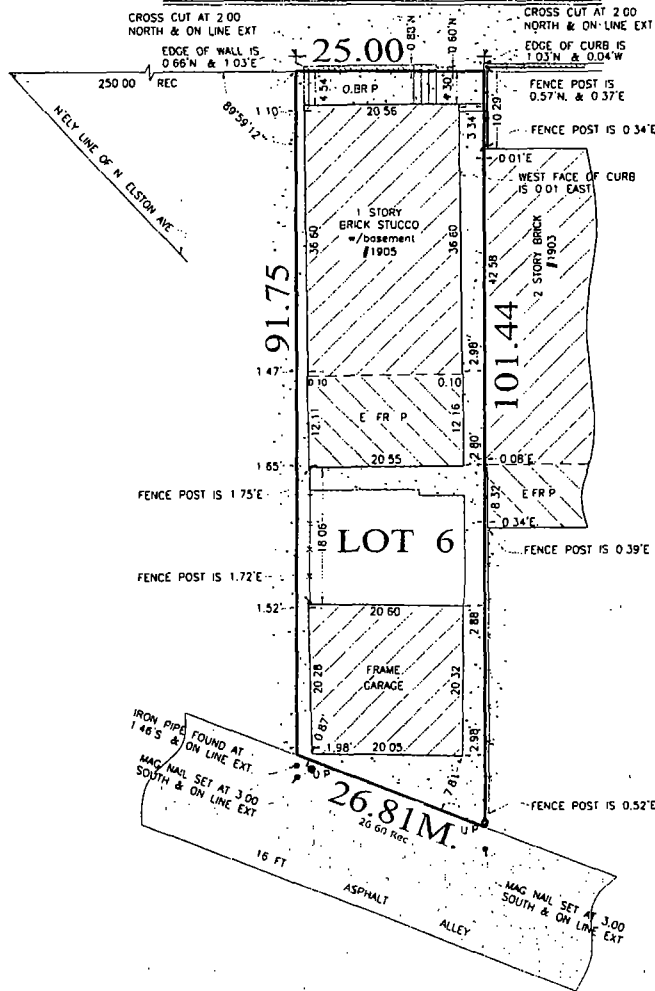 CROSS CUT AT 2.00
NORTH & ON LINE EXT
CROSS CUT AT 2.00
NORTH & ON LINE EXT
EDGE OF WALL IS
0.66'N & 1.03'E
25.00
0.83'N
0.60'N
EDGE OF CURB IS
1.03'N & 0.04'W
250.00 REC
4.54
O.BR P
4.30
FENCE POST IS
0.57'N. & 0.37'E
89°59'12"
1.10'
20.56
3.34'
10.29
FENCE POST IS 0.34'E
0.01'E
N'ELY LINE OF N ELSTON AVE
WEST FACE OF CURB
IS 0.01 EAST
1 STORY
BRICK STUCCO
w/basement
#1905
36.60
36.60
2 STORY BRICK
#1903
42.58
91.75
101.44
2.98'
1.47'
0.10
0.10
12.11
E FR P
12.16
2.80'
20.55
1.65'
0.08'E
E FR P
8.32
FENCE POST IS 1.75'E
0.34'E
18.06'
LOT 6
FENCE POST IS 0.39'E
FENCE POST IS 1.72'E
1.52'
20.60
2.88'
20.28
FRAME
GARAGE
20.32
0.87'
1.98'
20.05
2.98'
IRON PIPE FOUND AT
1.46'S & ON LINE EXT.
MAG NAIL SET AT 3.00
SOUTH & ON LINE EXT
U P
7.81
26.81M.
26.60 Rec
U P
FENCE POST IS 0.52'E
16 FT ASPHALT ALLEY
MAG NAIL SET AT 3.00
SOUTH & ON LINE EXT